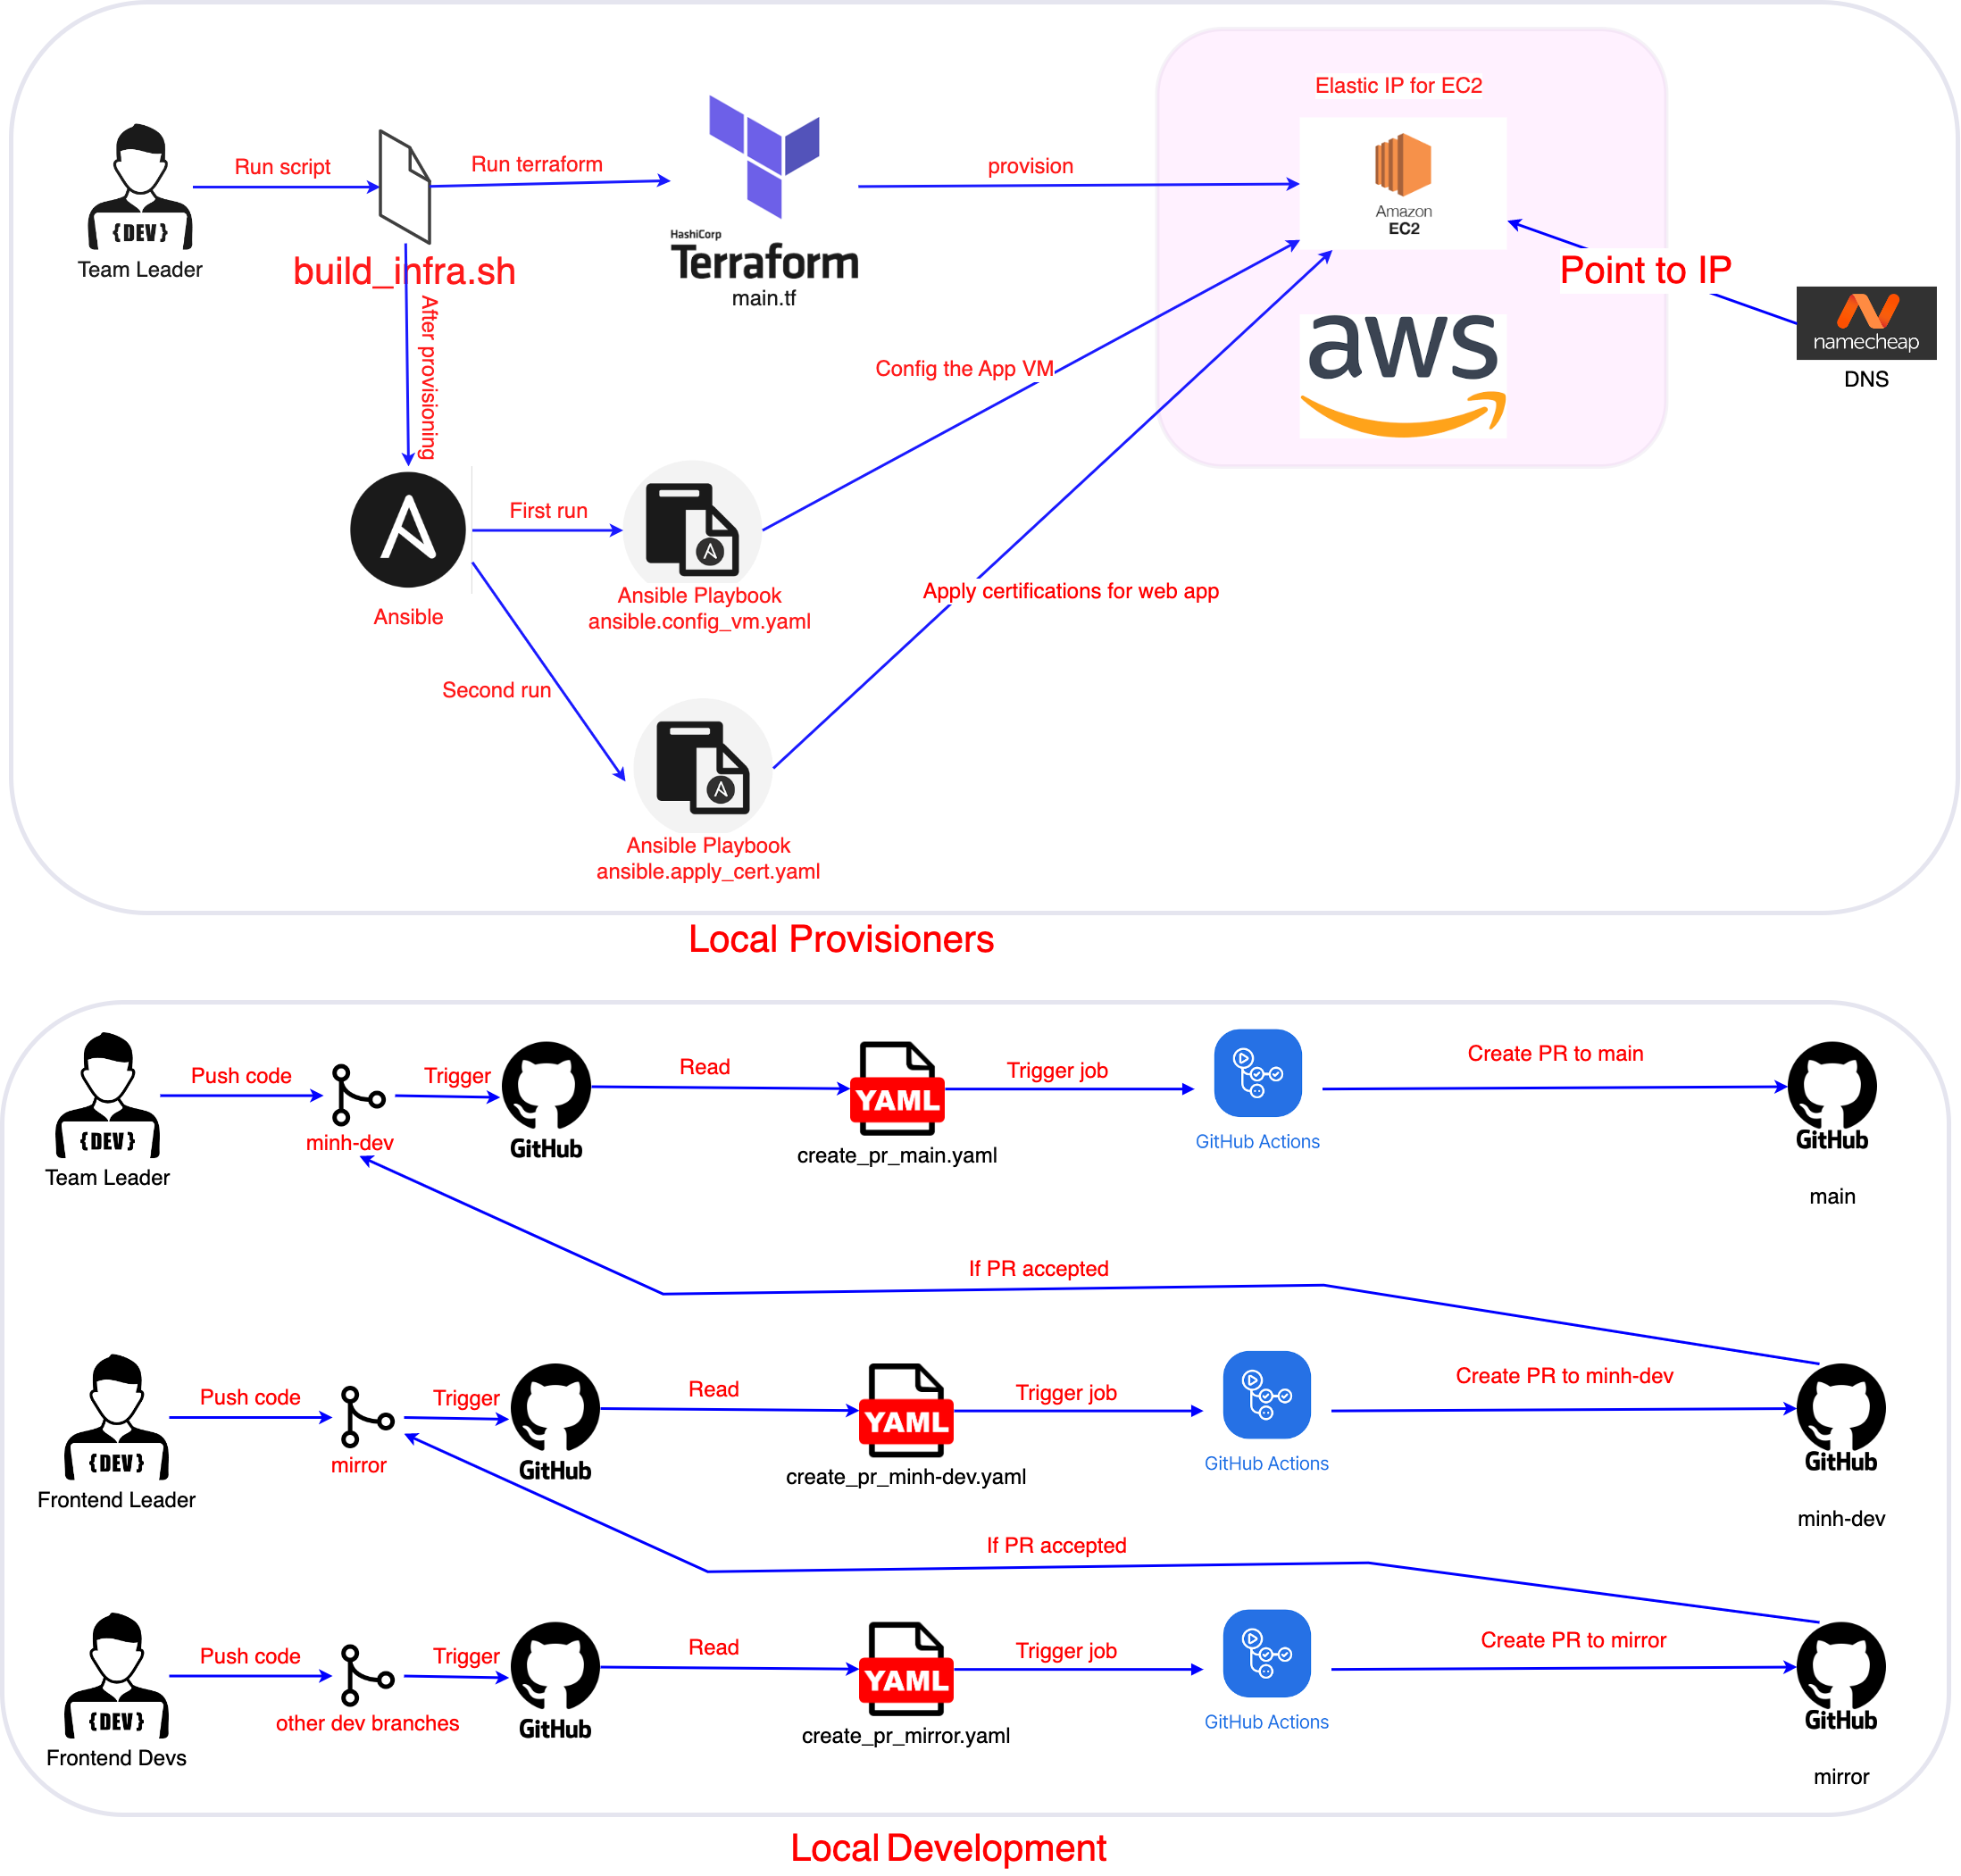 Elastic IP for EC2
Run script
Run terraform
provision
Amazon
EC2
{DEV}
Team Leader
build_infra.sh
HashiCorp
Terraform
main.tf
Point to IP
namecheap
DNS
After provisioning
aws
Config the App VM
First run
Ansible
Ansible Playbook
ansible.config_vm.yaml
Apply certifications for web app
Second run
Ansible Playbook
ansible.apply_cert.yaml
Local Provisioners
Push code
Trigger
Read
Trigger job
Create PR to main
{DEV}
Team Leader
minh-dev
GitHub
YAML
create_pr_main.yaml
GitHub Actions
GitHub
main
If PR accepted
Push code
Trigger
Read
Trigger job
Create PR to minh-dev
{DEV}
Frontend Leader
mirror
GitHub
YAML
create_pr_minh-dev.yaml
GitHub Actions
GitHub
minh-dev
If PR accepted
Push code
Trigger
Read
Trigger job
Create PR to mirror
{DEV}
Frontend Devs
other dev branches
GitHub
YAML
create_pr_mirror.yaml
GitHub Actions
GitHub
mirror
Local Development